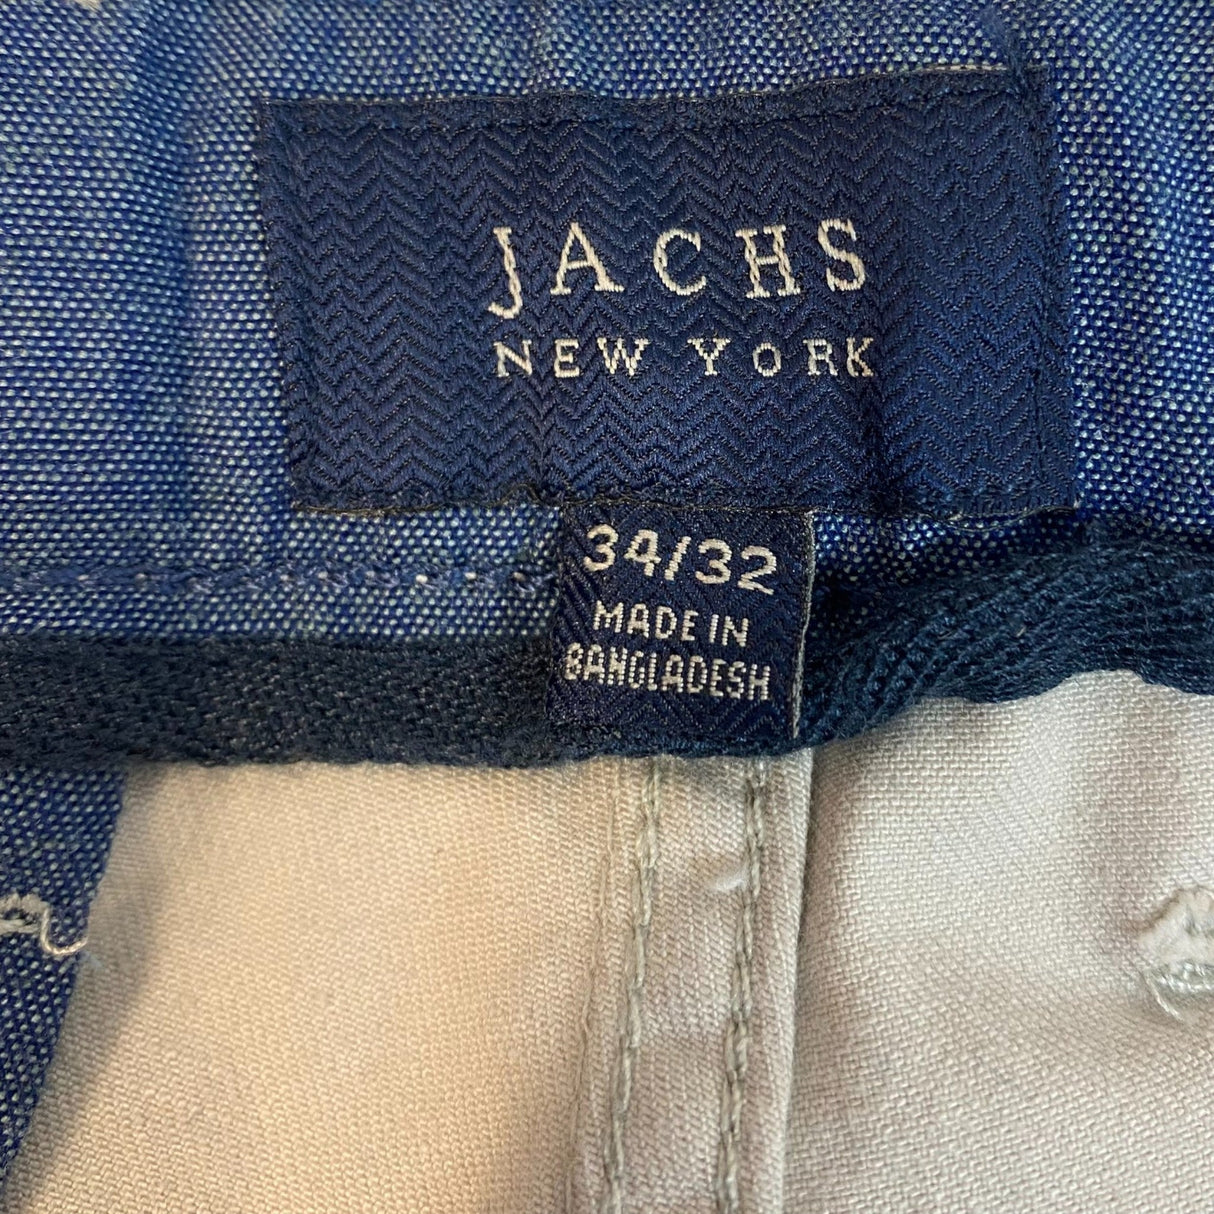 JACHS
NEW YORK
34/32
MADE IN
BANGLADESH